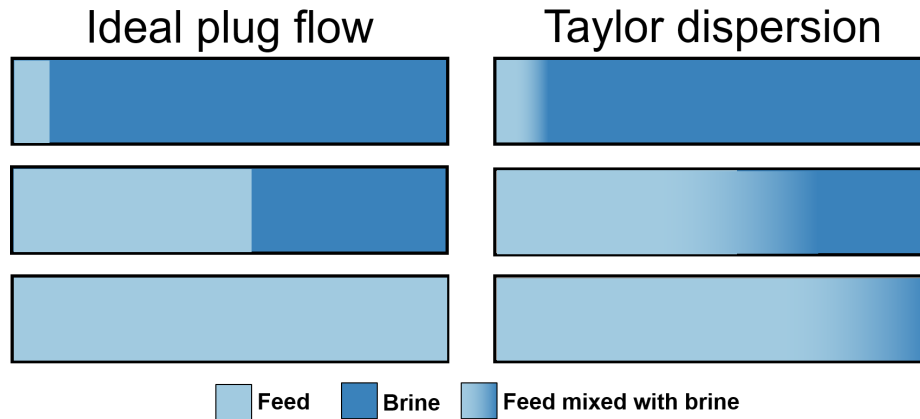 Ideal plug flow
Taylor dispersion
Feed
Brine
Feed mixed with brine